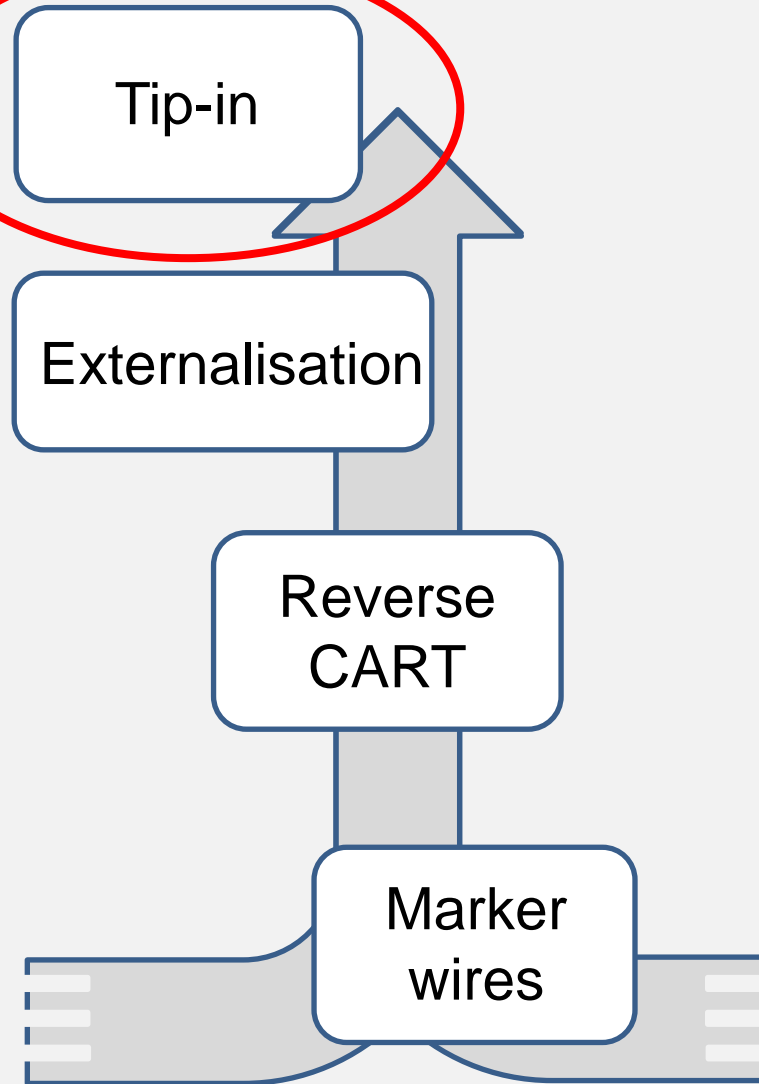 Tip-in
Externalisation
Reverse
CART
Marker
wires